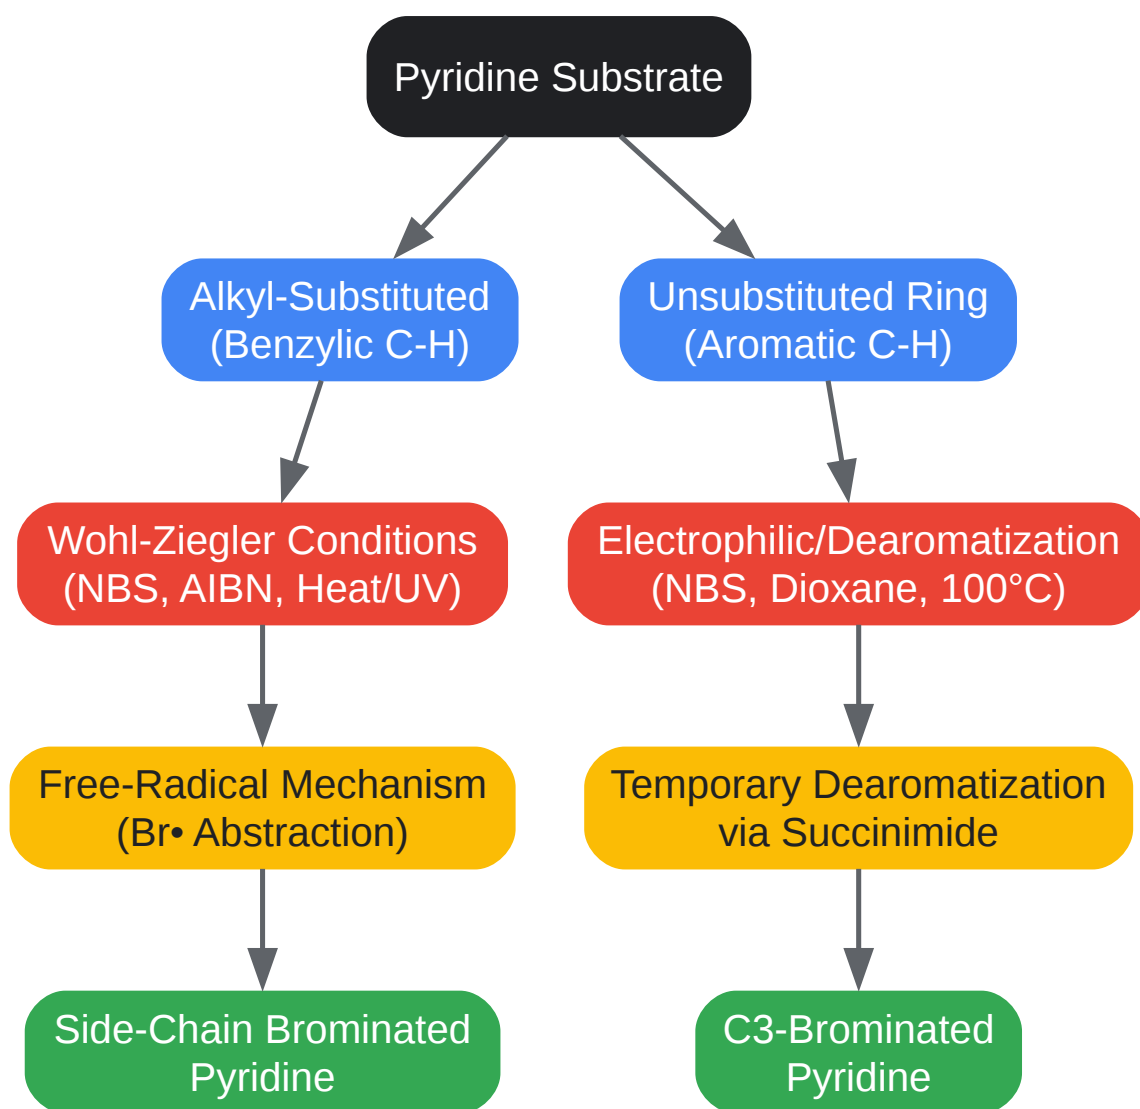 Pyridine Substrate
Alkyl-Substituted
(Benzylic C-H)
Unsubstituted Ring
(Aromatic C-H)
Wohl-Ziegler Conditions
(NBS, AIBN, Heat/UV)
Electrophilic/Dearomatization
(NBS, Dioxane, 100°C)
Free-Radical Mechanism
(Br• Abstraction)
Temporary Dearomatization
via Succinimide
Side-Chain Brominated
Pyridine
C3-Brominated
Pyridine